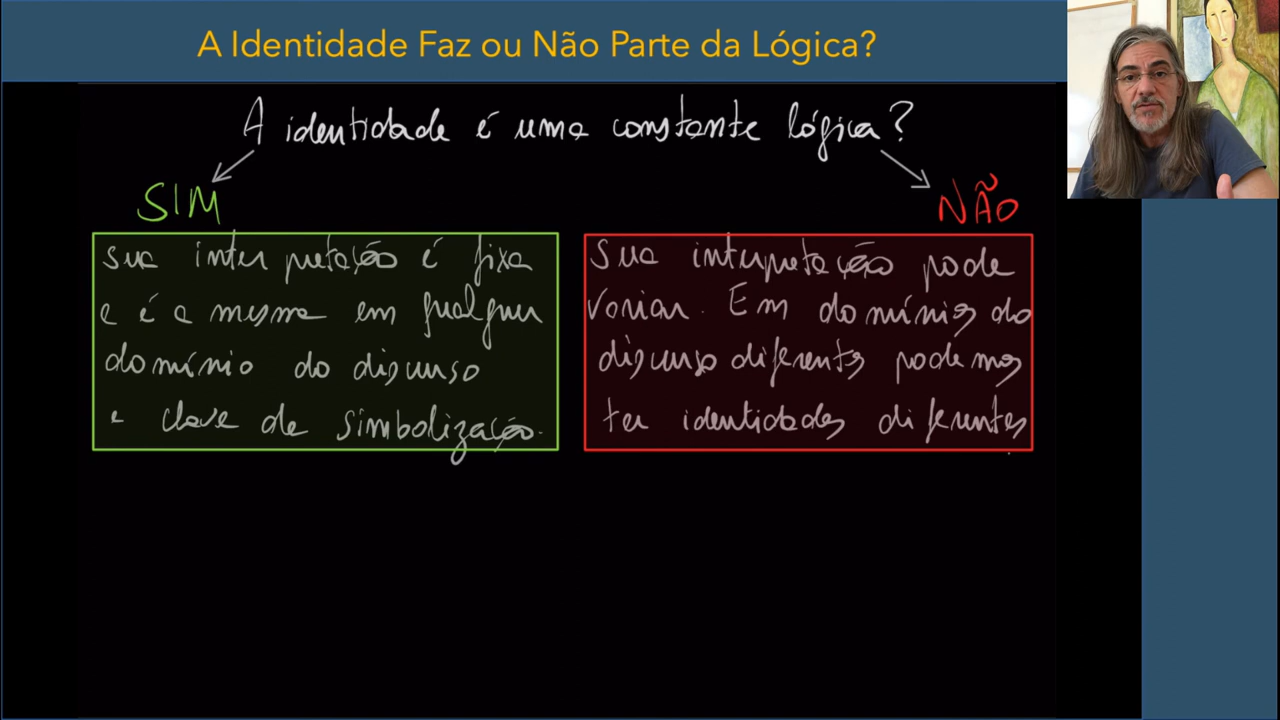 A Identidade Faz ou Não Parte da Lógica?
A identidade é uma constante lógica?
SIM
NÃO
sua interpretação é fixa
e é a mesma em qualquer
domínio do discurso
e chave de simbolização.
Sua interpretação pode
variar. Em domínios do
discurso diferentes podemos
ter identidades diferentes